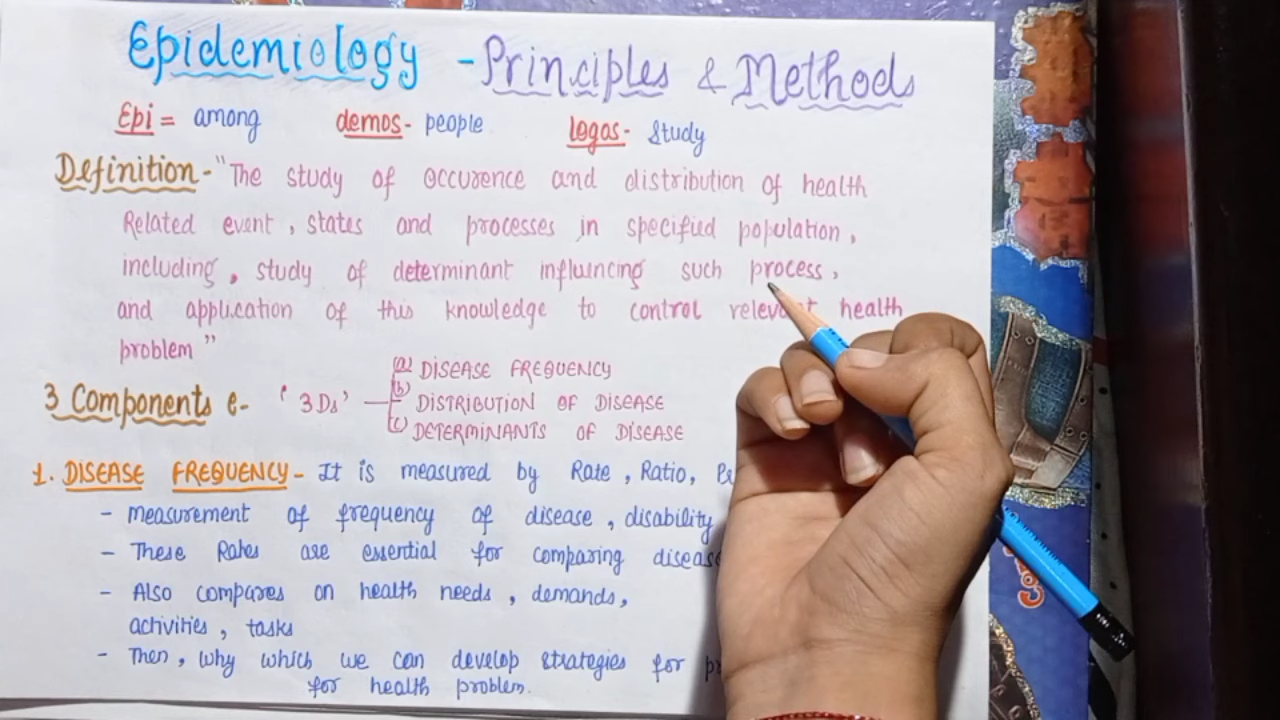 Epidemiology - Principles & Methods
Epi = among demos - people logos - Study
Definition - "The study of occurence and distribution of health
Related event, states and processes in specified population,
including, study of determinant influncing such process,
and application of this knowledge to control relevent health
problem"
3 Components e- '3Ds'
(a) DISEASE FREQUENCY
(b) DISTRIBUTION OF DISEASE
(c) DETERMINANTS OF DISEASE
1. DISEASE FREQUENCY - It is measured by Rate, Ratio,
- Measurement of frequency of disease, disability
- These Rates are essential for comparing
- Also compares on health needs, demands,
activities, tasks
- Then, why which we can develop strategies for
for health problem.